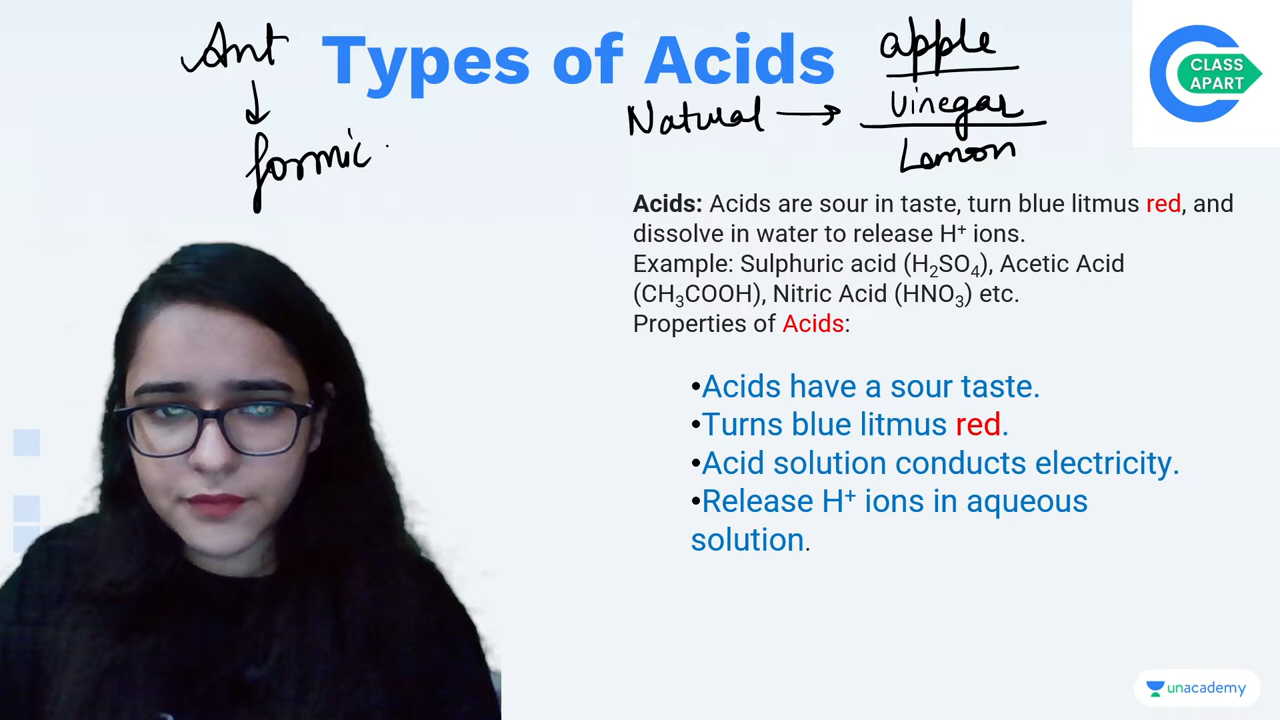 Ant
formic
Types of Acids
apple
Natural → vinegar
Lemon
CLASS
APART
Acids: Acids are sour in taste, turn blue litmus red, and
dissolve in water to release H⁺ ions.
Example: Sulphuric acid (H₂SO₄), Acetic Acid
(CH₃COOH), Nitric Acid (HNO₃) etc.
Properties of Acids:
•Acids have a sour taste.
•Turns blue litmus red.
•Acid solution conducts electricity.
•Release H⁺ ions in aqueous
solution.
unacademy